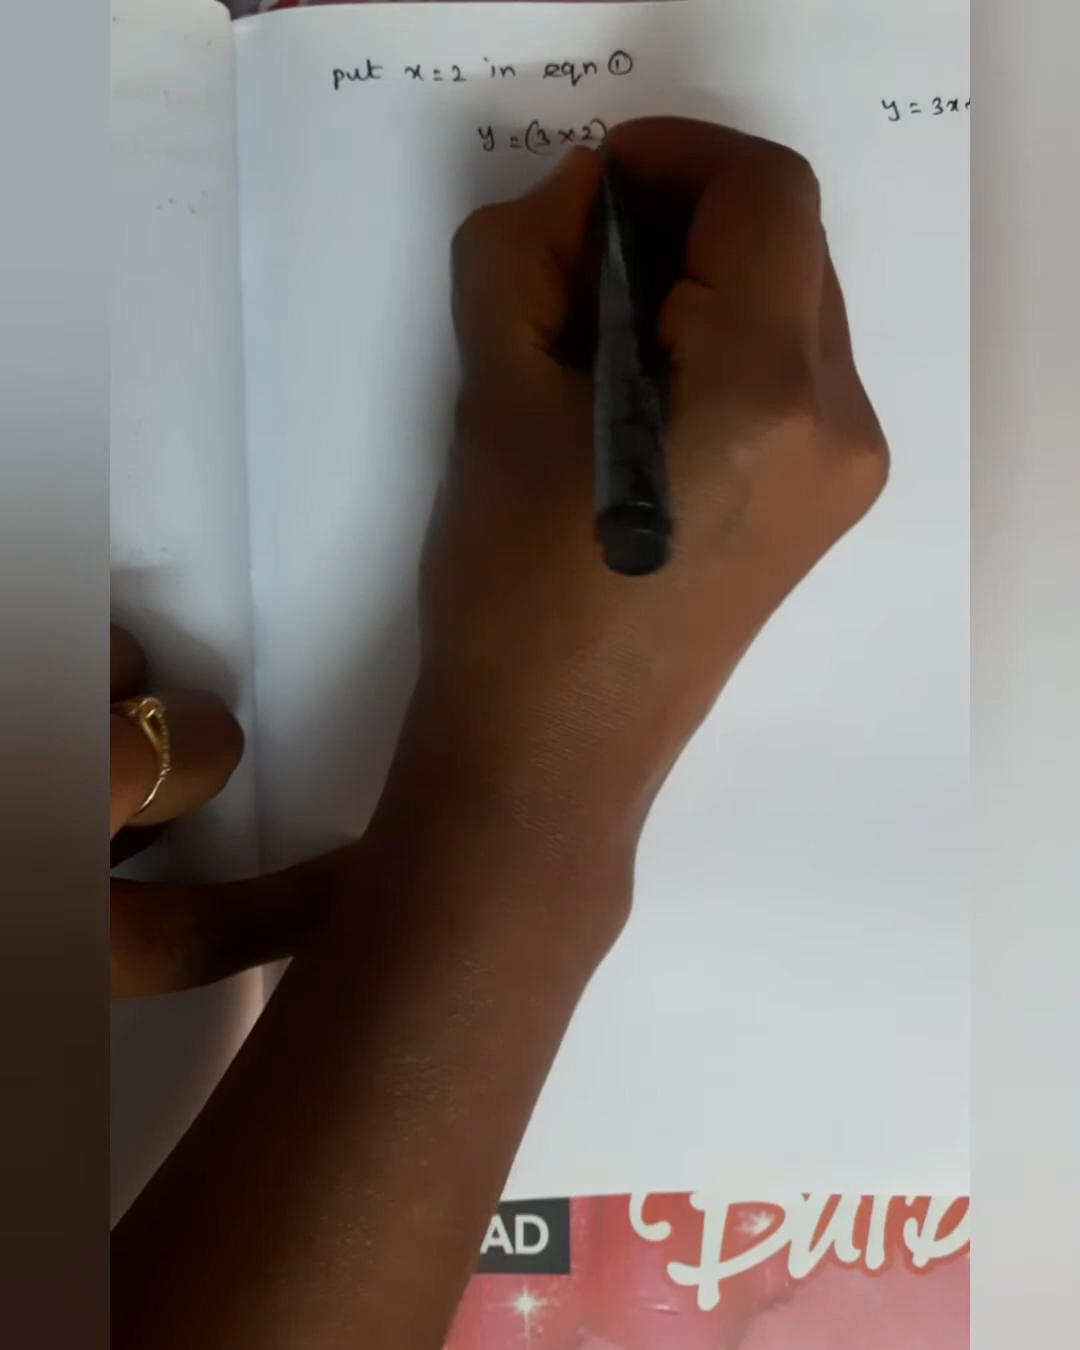 put x = 2 in eqn ①
y = 3x
y = (3 × 2)
AD